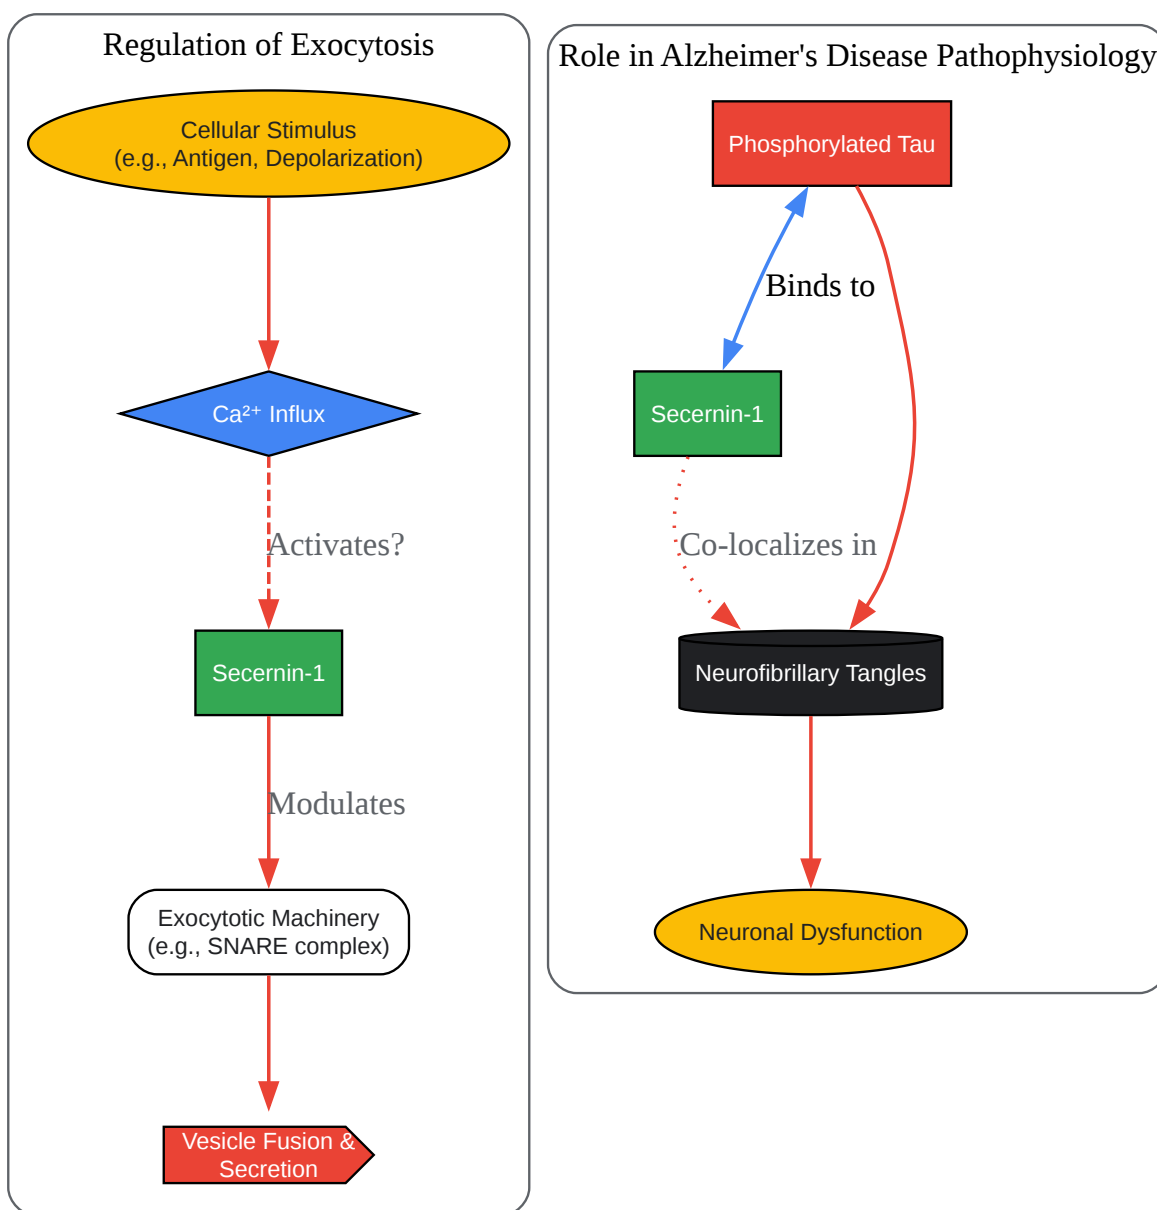 Regulation of Exocytosis
Cellular Stimulus
(e.g., Antigen, Depolarization)
Ca²⁺ Influx
Activates?
Secernin-1
Modulates
Exocytotic Machinery
(e.g., SNARE complex)
Vesicle Fusion &
Secretion
Role in Alzheimer's Disease Pathophysiology
Phosphorylated Tau
Binds to
Secernin-1
Co-localizes in
Neurofibrillary Tangles
Neuronal Dysfunction